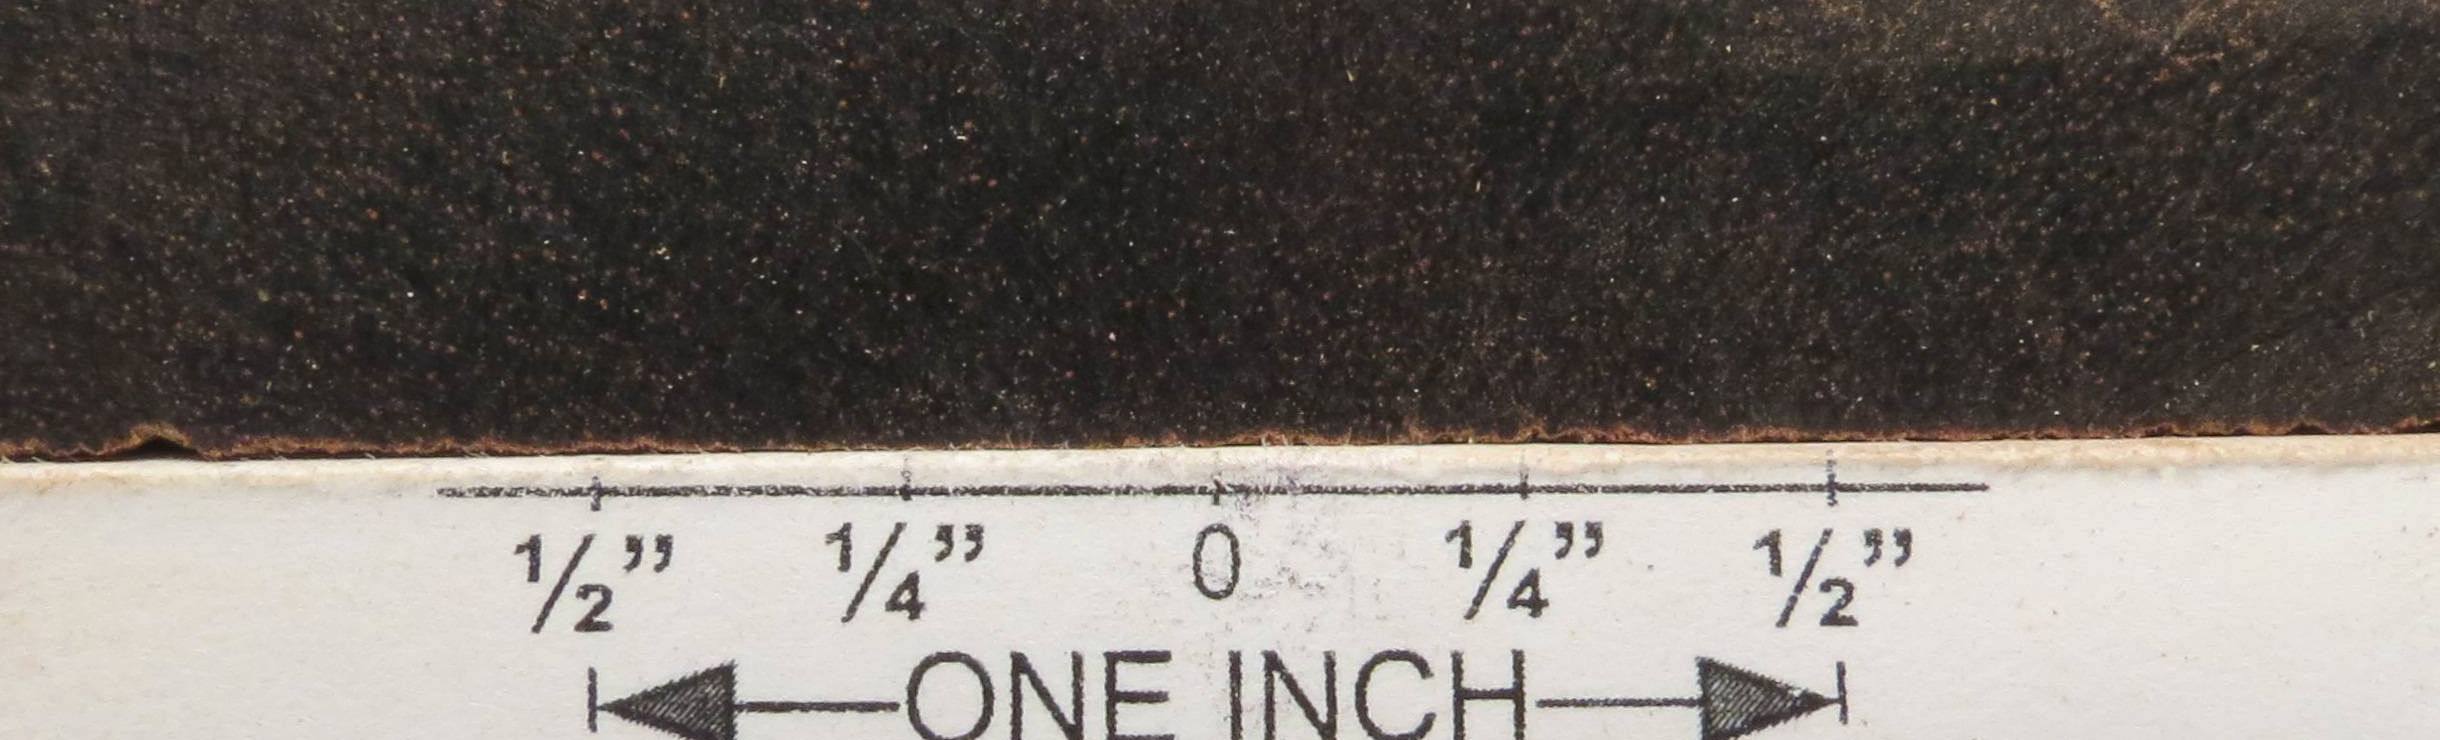 1/2” 1/4” 0 1/4” 1/2”
ONE INCH